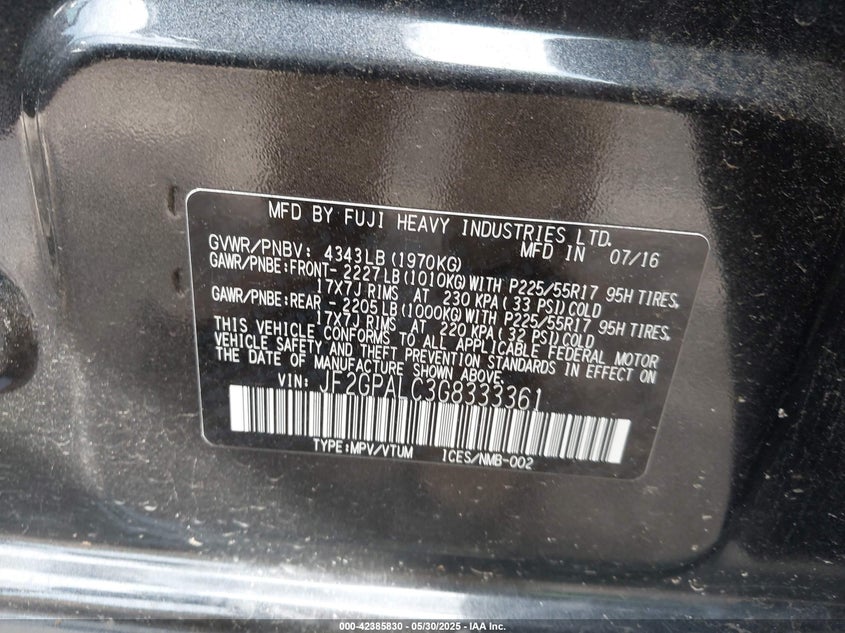 MFD BY FUJI HEAVY INDUSTRIES LTD.
MFD IN 07/16
GVWR/PNBV: 4343LB (1970KG)
GAWR/PNBE:FRONT- 2227LB (1010KG) WITH P225/55R17 95H TIRES,
17X7J RIMS AT 230 KPA (33 PSI) COLD
GAWR/PNBE:REAR - 2205LB (1000KG) WITH P225/55R17 95H TIRES,
17X7J RIMS AT 220 KPA (32 PSI) COLD
THIS VEHICLE CONFORMS TO ALL APPLICABLE FEDERAL MOTOR
VEHICLE SAFETY AND THEFT PREVENTION STANDARDS IN EFFECT ON
THE DATE OF MANUFACTURE SHOWN ABOVE.
VIN: JF2GPALC3G8333361
TYPE:MPV/VTUM ICES/NMB-002
000-42385830 - 05/30/2025 - IAA Inc.